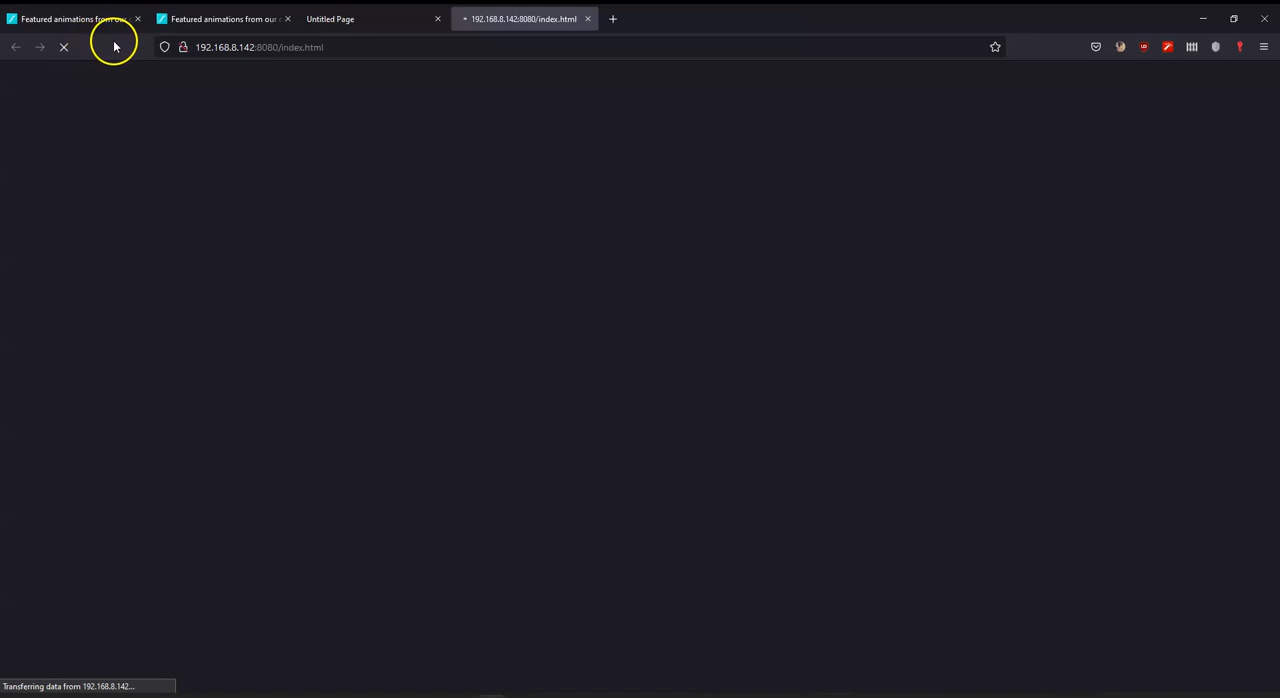 Featured animations from our c
Featured animations from our c
Untitled Page
192.168.8.142:8080/index.html
192.168.8.142:8080/index.html
Transferring data from 192.168.8.142...